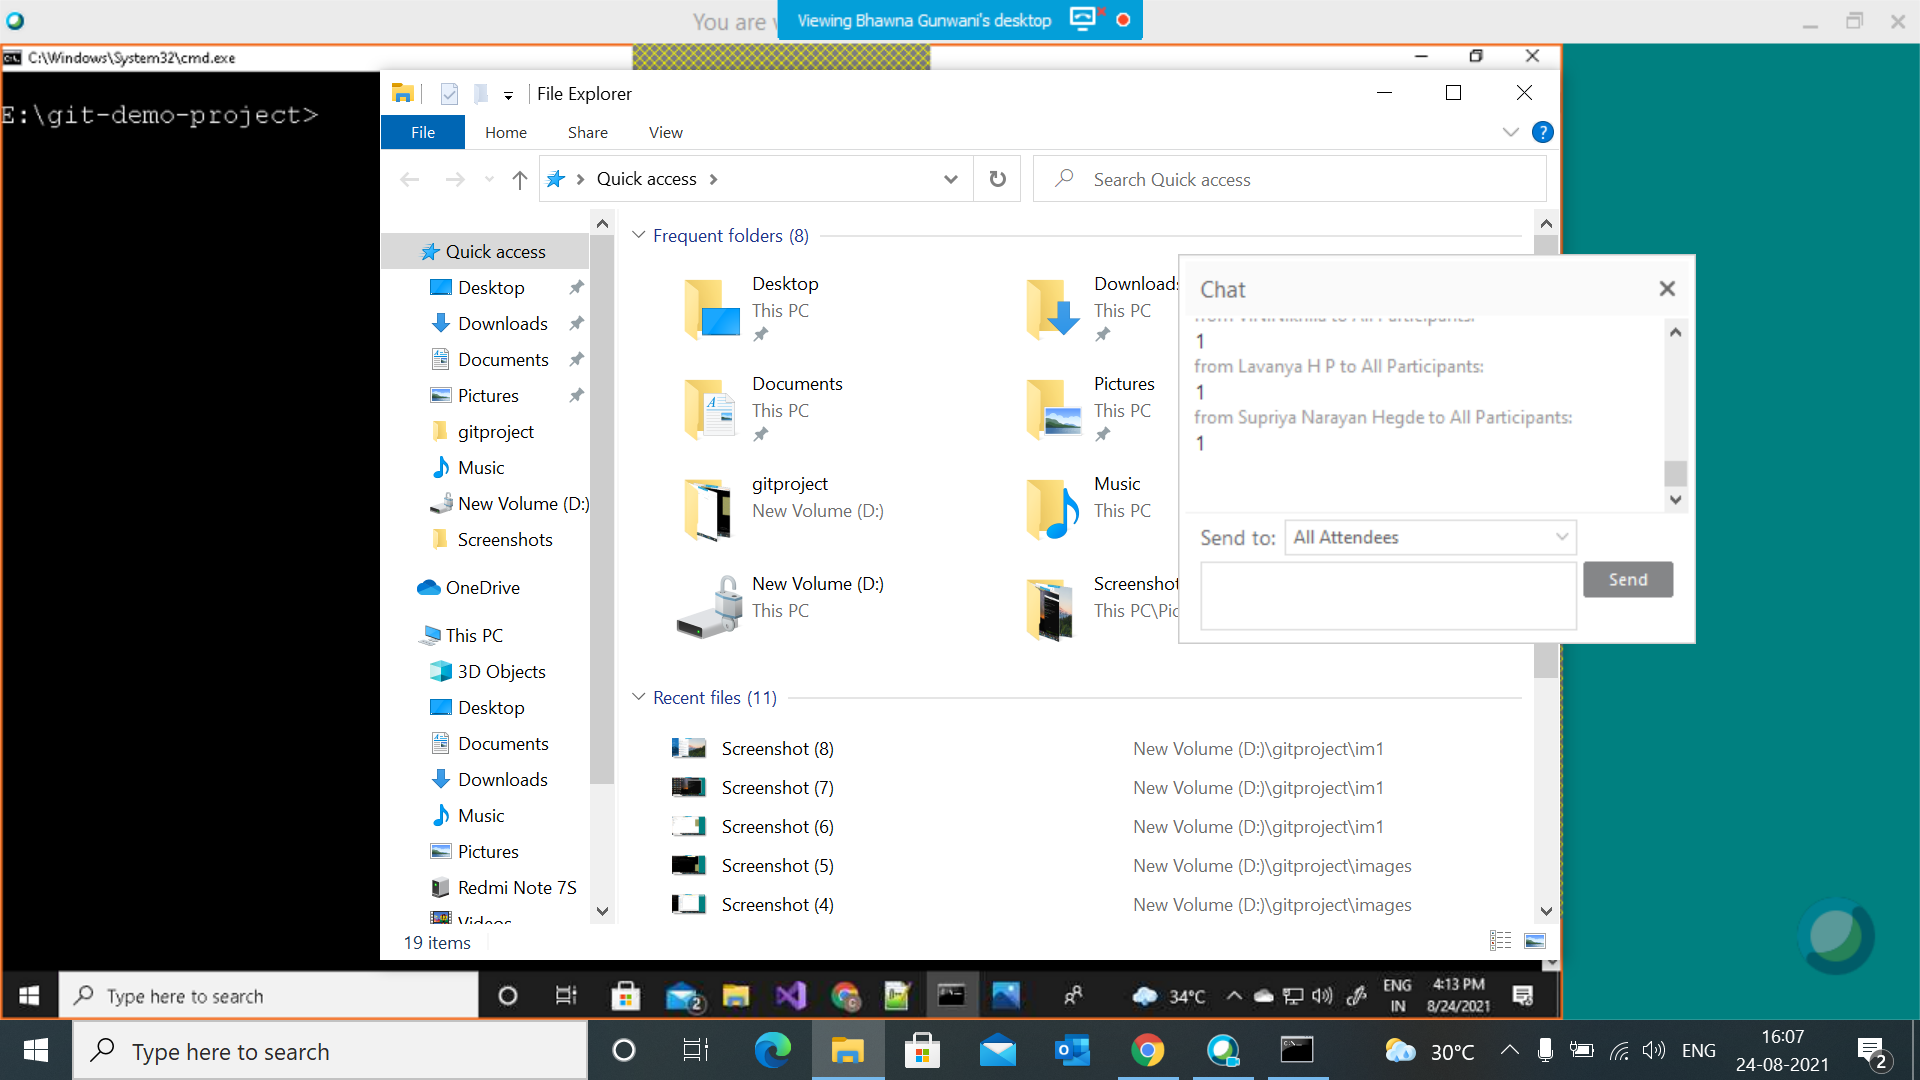 You are v
Viewing Bhawna Gunwani's desktop
C:\Windows\System32\cmd.exe
E:\git-demo-project>
File Explorer
File Home Share View
?
Quick access
Search Quick access
Quick access
Desktop
Downloads
Documents
Pictures
gitproject
Music
New Volume (D:)
Screenshots
OneDrive
This PC
3D Objects
Desktop
Documents
Downloads
Music
Pictures
Redmi Note 7S
Videos
19 items
Frequent folders (8)
Desktop
This PC
Downloads
This PC
Documents
This PC
Pictures
This PC
gitproject
New Volume (D:)
Music
This PC
New Volume (D:)
This PC
Screenshot
This PC\Pic
Recent files (11)
Screenshot (8) New Volume (D:)\gitproject\im1
Screenshot (7) New Volume (D:)\gitproject\im1
Screenshot (6) New Volume (D:)\gitproject\im1
Screenshot (5) New Volume (D:)\gitproject\images
Screenshot (4) New Volume (D:)\gitproject\images
Chat
to All Participants:
1
from Lavanya H P to All Participants:
1
from Supriya Narayan Hegde to All Participants:
1
Send to: All Attendees
Send
Type here to search
2
34°C
ENG
IN
4:13 PM
8/24/2021
Type here to search
30°C
ENG
16:07
24-08-2021
2